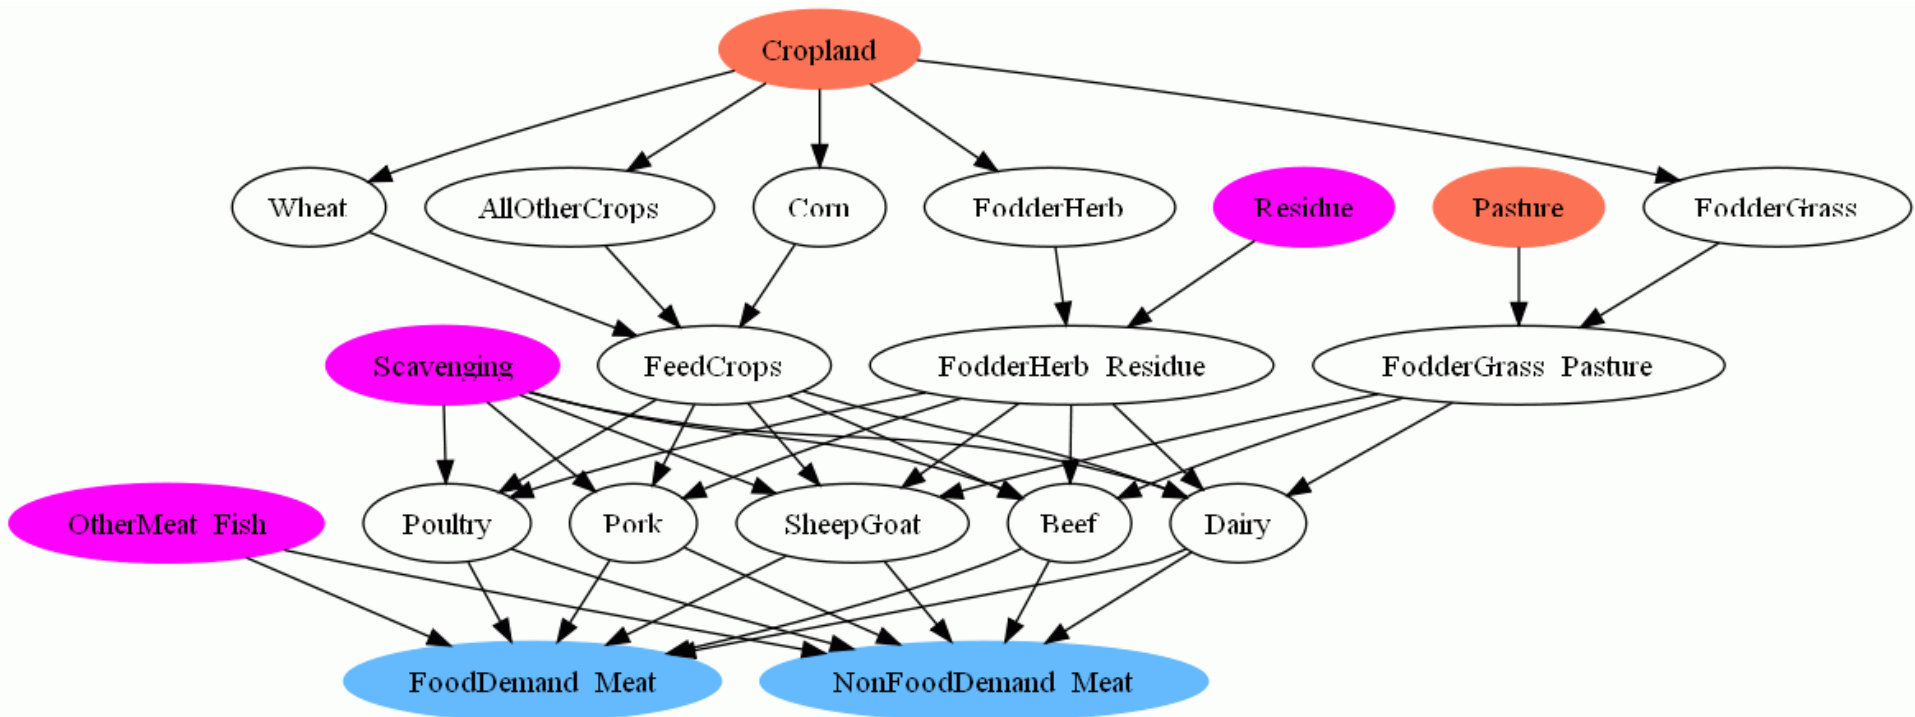 Cropland
Wheat
AllOtherCrops
Corn
FodderHerb
Residue
Pasture
FodderGrass
Scavenging
FeedCrops
FodderHerb Residue
FodderGrass Pasture
OtherMeat Fish
Poultry
Pork
SheepGoat
Beef
Dairy
FoodDemand Meat
NonFoodDemand Meat